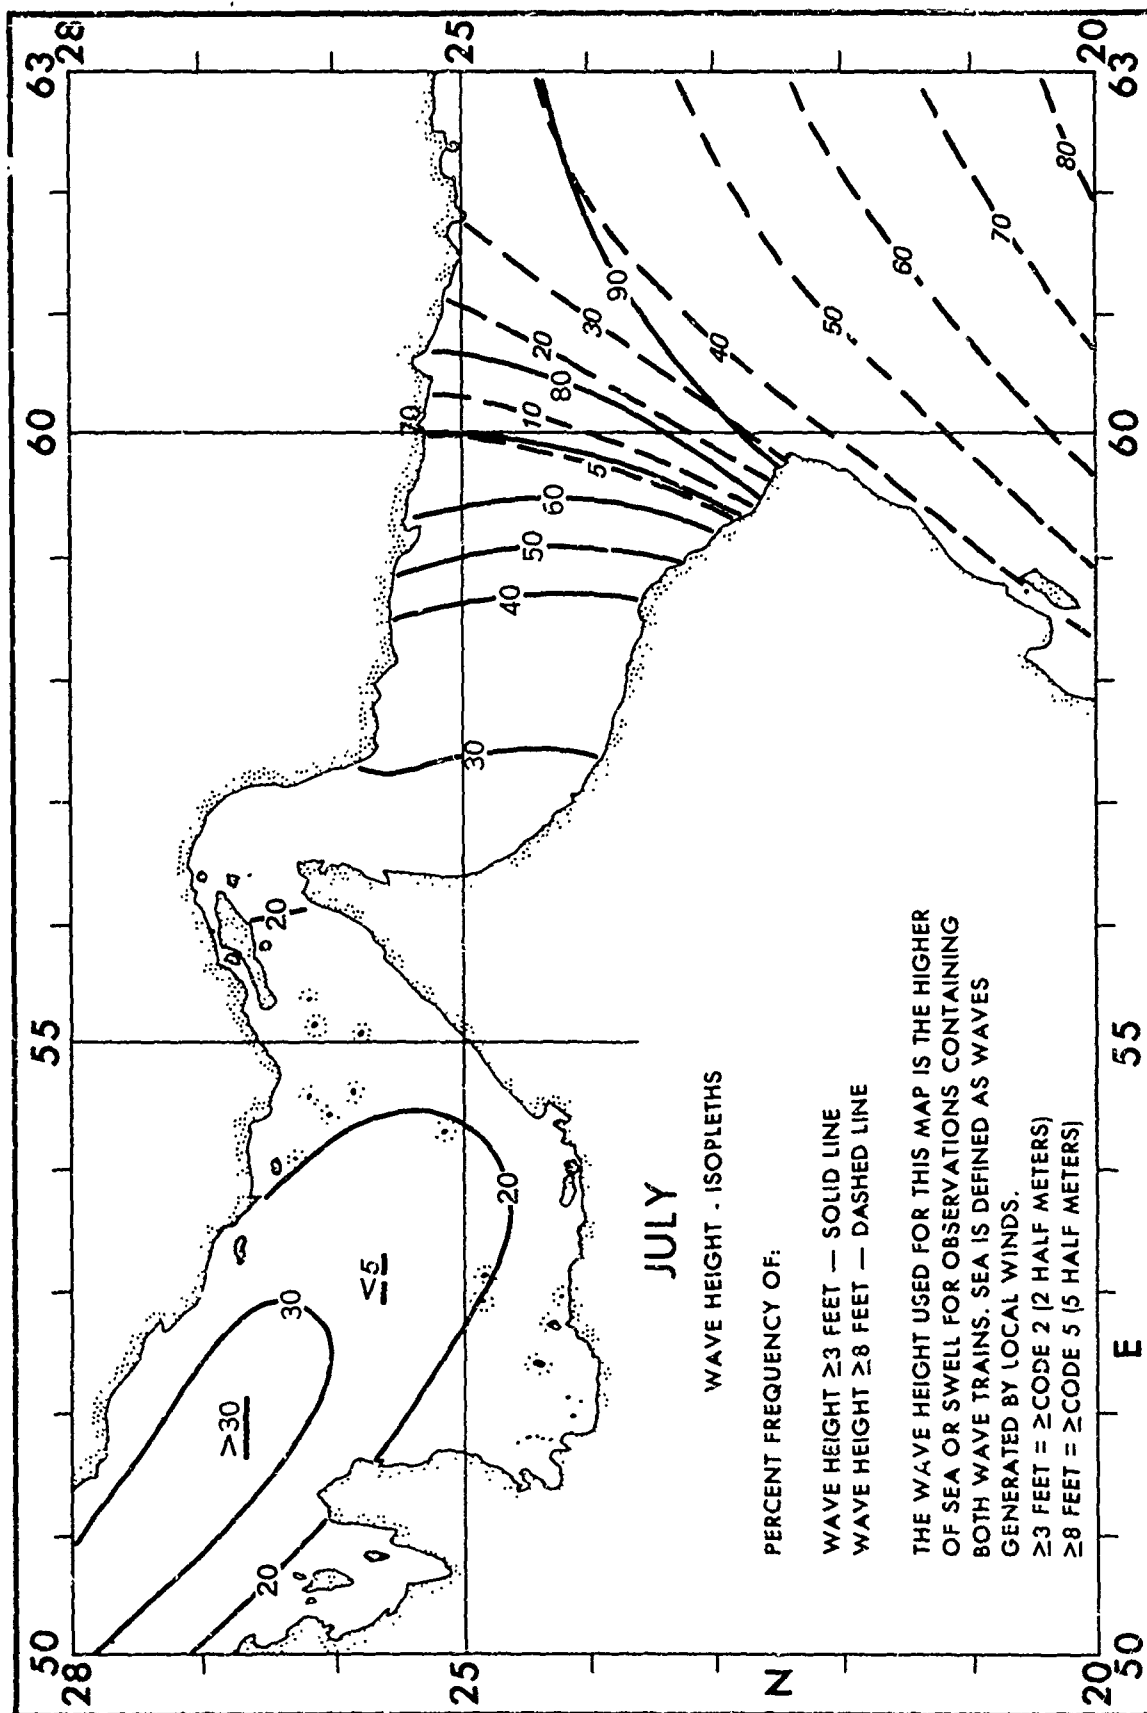 28
25
20
63
63
60
60
55
55
50
50
28
25
20
N
E
70
60
50
40
30
80
90
5
10
20
30
40
50
60
70
80
20
20
30
20
>30
<5
JULY
WAVE HEIGHT - ISOPLETHS
PERCENT FREQUENCY OF:
WAVE HEIGHT ≥3 FEET — SOLID LINE
WAVE HEIGHT ≥8 FEET — DASHED LINE
THE WAVE HEIGHT USED FOR THIS MAP IS THE HIGHER
OF SEA OR SWELL FOR OBSERVATIONS CONTAINING
BOTH WAVE TRAINS. SEA IS DEFINED AS WAVES
GENERATED BY LOCAL WINDS.
≥3 FEET = ≥CODE 2 (2 HALF METERS)
≥8 FEET = ≥CODE 5 (5 HALF METERS)